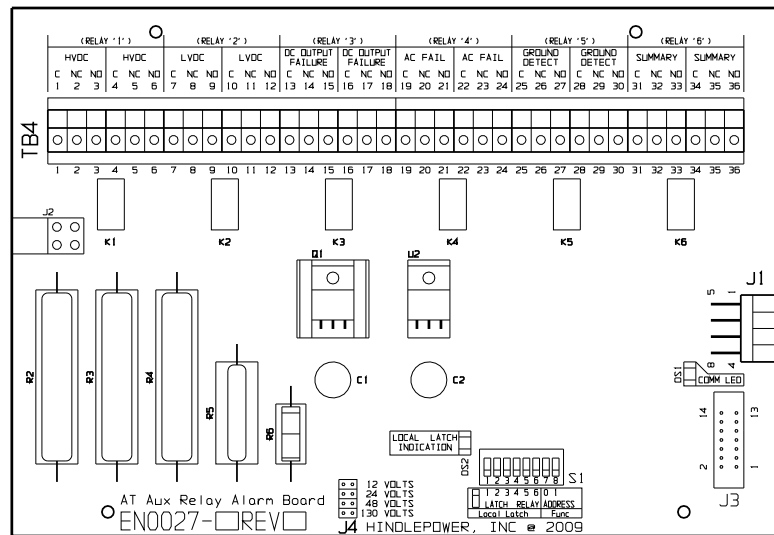 (RELAY '1') (RELAY '2') (RELAY '3') (RELAY '4') (RELAY '5') (RELAY '6')
HVDC HVDC LVDC LVDC DC OUTPUT FAILURE DC OUTPUT FAILURE AC FAIL AC FAIL GROUND DETECT GROUND DETECT SUMMARY SUMMARY
C NC NO C NC NO C NC NO C NC NO C NC NO C NC NO C NC NO C NC NO C NC NO C NC NO C NC NO C NC NO
1 2 3 4 5 6 7 8 9 10 11 12 13 14 15 16 17 18 19 20 21 22 23 24 25 26 27 28 29 30 31 32 33 34 35 36
TB4
1 2 3 4 5 6 7 8 9 10 11 12 13 14 15 16 17 18 19 20 21 22 23 24 25 26 27 28 29 30 31 32 33 34 35 36
J2
K1 K2 K3 K4 K5 K6
Q1 U2
J1
5 1
8 4
DS1
COMM LED
R2 R3 R4 R5 R6
C1 C2
14 13
2 1
J3
LOCAL LATCH
INDICATION
DS2
1 2 3 4 5 6 7 8
S1
1 2 3 4 5 6 0 1
LATCH RELAY ADDRESS
Local Latch Func
12 VOLTS
24 VOLTS
48 VOLTS
130 VOLTS
J4
AT Aux Relay Alarm Board
EN0027-□REV□
HINDLEPOWER, INC © 2009